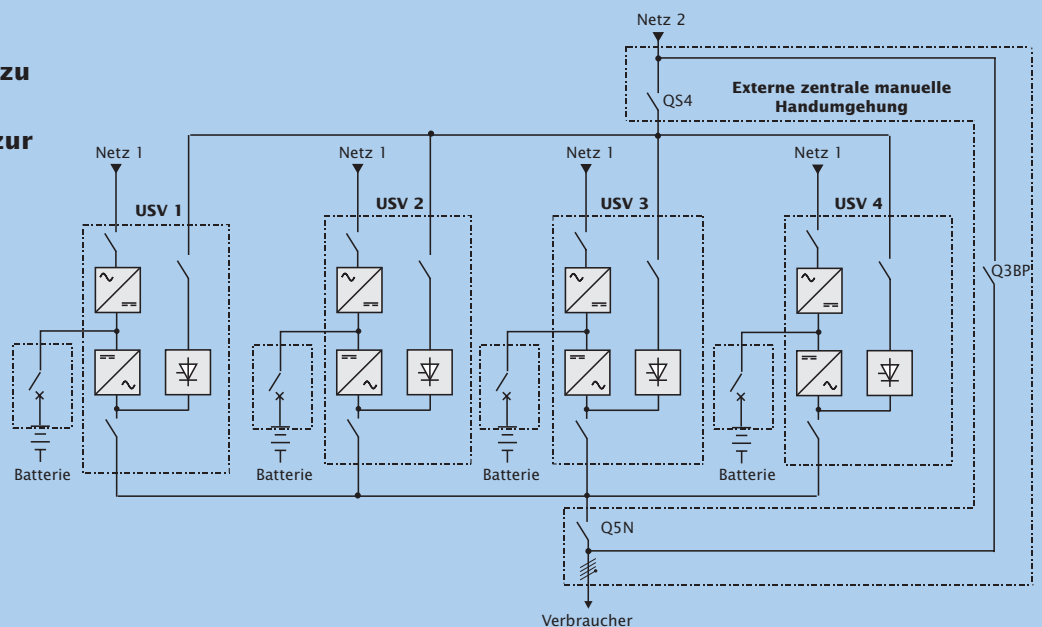 Netz 2
zu
Externe zentrale manuelle
Handumgehung
QS4
zur
Netz 1
Netz 1
Netz 1
Netz 1
USV 1
USV 2
USV 3
USV 4
Q3BP
Batterie
Batterie
Batterie
Batterie
Q5N
Verbraucher